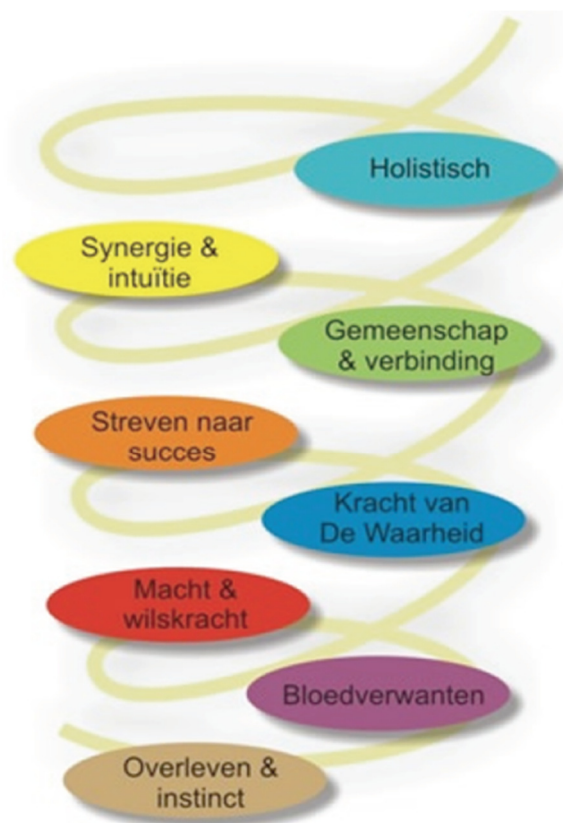 Holistisch
Synergie &
intuïtie
Gemeenschap
& verbinding
Streven naar
succes
Kracht van
De Waarheid
Macht &
wilskracht
Bloedverwanten
Overleven &
instinct